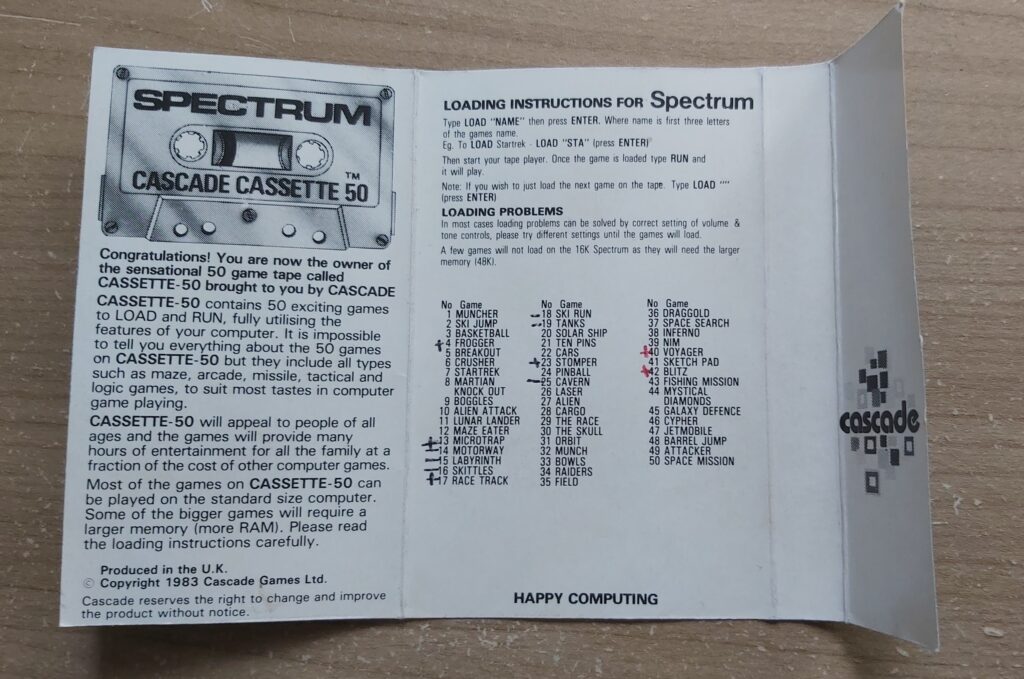 SPECTRUM
CASCADE CASSETTE 50 ™
Congratulations! You are now the owner of
the sensational 50 game tape called
CASSETTE-50 brought to you by CASCADE
CASSETTE-50 contains 50 exciting games
to LOAD and RUN, fully utilising the
features of your computer. It is impossible
to tell you everything about the 50 games
on CASSETTE-50 but they include all types
such as maze, arcade, missile, tactical and
logic games, to suit most tastes in computer
game playing.
CASSETTE-50 will appeal to people of all
ages and the games will provide many
hours of entertainment for all the family at a
fraction of the cost of other computer games.
Most of the games on CASSETTE-50 can
be played on the standard size computer.
Some of the bigger games will require a
larger memory (more RAM). Please read
the loading instructions carefully.
Produced in the U.K.
© Copyright 1983 Cascade Games Ltd.
Cascade reserves the right to change and improve
the product without notice.
LOADING INSTRUCTIONS FOR Spectrum
Type LOAD "NAME" then press ENTER. Where name is first three letters
of the games name.
Eg. To LOAD Startrek - LOAD "STA" (press ENTER)
Then start your tape player. Once the game is loaded type RUN and
it will play.
Note: If you wish to just load the next game on the tape. Type LOAD ""
(press ENTER)
LOADING PROBLEMS
In most cases loading problems can be solved by correct setting of volume &
tone controls, please try different settings until the games will load.
A few games will not load on the 16K Spectrum as they will need the larger
memory (48K).
No Game
1 MUNCHER
2 SKI JUMP
3 BASKETBALL
4 FROGGER
5 BREAKOUT
6 CRUSHER
7 STARTREK
8 MARTIAN
KNOCK OUT
9 BOGGLES
10 ALIEN ATTACK
11 LUNAR LANDER
12 MAZE EATER
13 MICROTRAP
14 MOTORWAY
15 LABYRINTH
16 SKITTLES
17 RACE TRACK
No Game
18 SKI RUN
19 TANKS
20 SOLAR SHIP
21 TEN PINS
22 CARS
23 STOMPER
24 PINBALL
25 CAVERN
26 LASER
27 ALIEN
28 CARGO
29 THE RACE
30 THE SKULL
31 ORBIT
32 MUNCH
33 BOWLS
34 RAIDERS
35 FIELD
No Game
36 DRAGGOLD
37 SPACE SEARCH
38 INFERNO
39 NIM
40 VOYAGER
41 SKETCH PAD
42 BLITZ
43 FISHING MISSION
44 MYSTICAL
DIAMONDS
45 GALAXY DEFENCE
46 CYPHER
47 JETMOBILE
48 BARREL JUMP
49 ATTACKER
50 SPACE MISSION
HAPPY COMPUTING
cascade